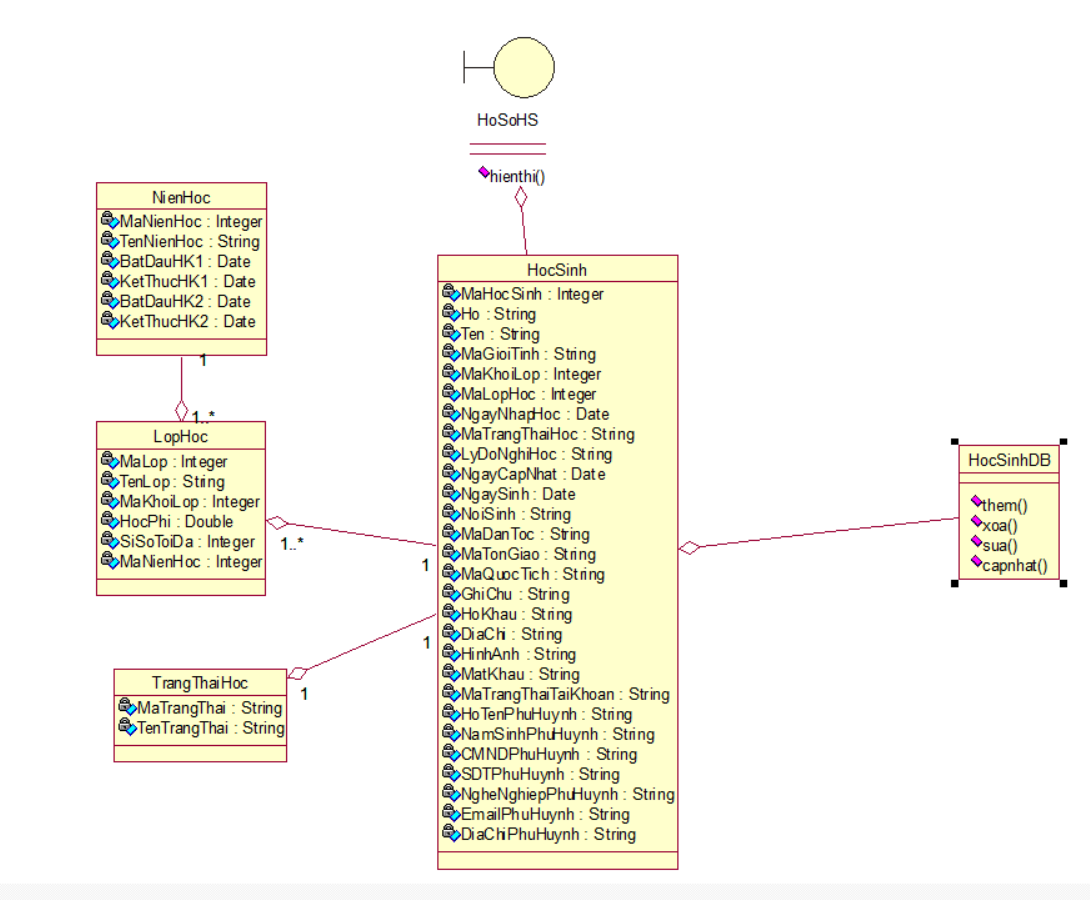 HoSoHS
hienthi()
NienHoc
MaNienHoc : Integer
TenNienHoc : String
BatDauHK1 : Date
KetThucHK1 : Date
BatDauHK2 : Date
KetThucHK2 : Date
1
1..*
LopHoc
MaLop : Integer
TenLop : String
MaKhoiLop : Integer
HocPhi : Double
SiSoToiDa : Integer
MaNienHoc : Integer
1..*
1
TrangThaiHoc
MaTrangThai : String
TenTrangThai : String
1
1
HocSinh
MaHocSinh : Integer
Ho : String
Ten : String
MaGioiTinh : String
MaKhoiLop : Integer
MaLopHoc : Integer
NgayNhapHoc : Date
MaTrangThaiHoc : String
LyDoNghiHoc : String
NgayCapNhat : Date
NgaySinh : Date
NoiSinh : String
MaDanToc : String
MaTonGiao : String
MaQuocTich : String
GhiChu : String
HoKhau : String
DiaChi : String
HinhAnh : String
MatKhau : String
MaTrangThaiTaiKhoan : String
HoTenPhuHuynh : String
NamSinhPhuHuynh : String
CMNDPhuHuynh : String
SDTPhuHuynh : String
NgheNghiepPhuHuynh : String
EmailPhuHuynh : String
DiaChiPhuHuynh : String
HocSinhDB
them()
xoa()
sua()
capnhat()